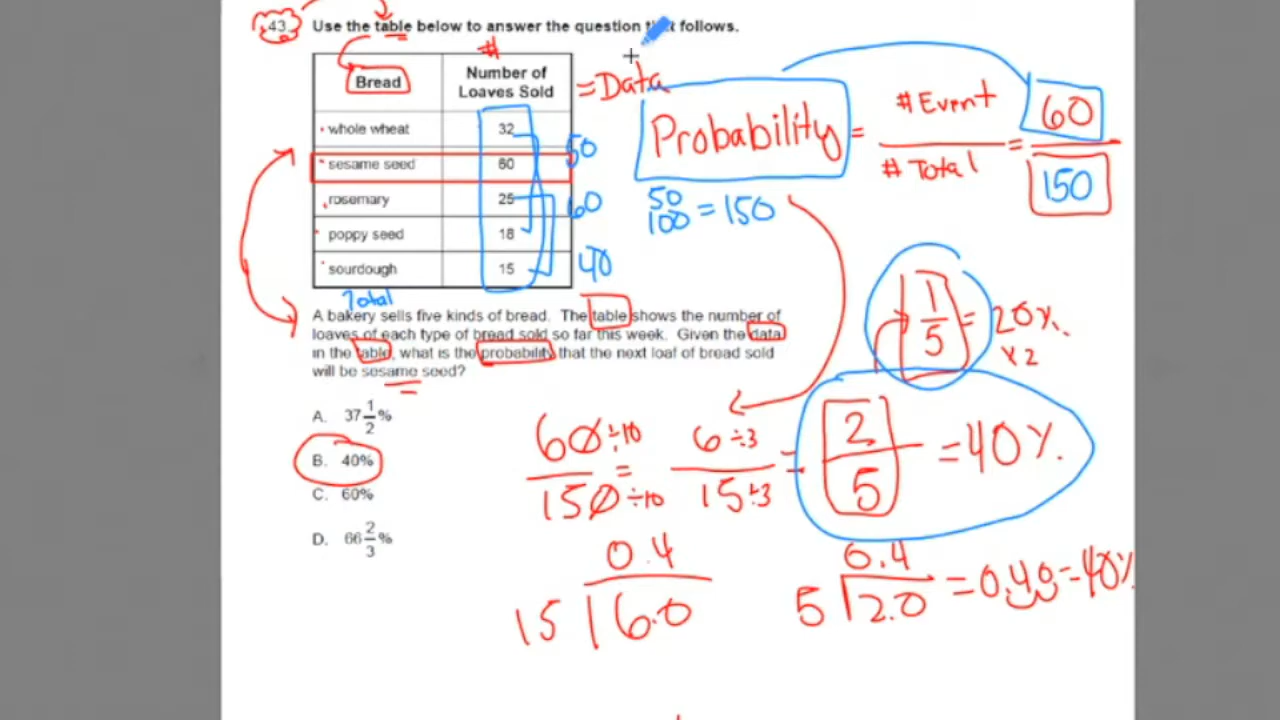 43. Use the table below to answer the question follows.
Bread
#
Number of
Loaves Sold
= Data
whole wheat 32
sesame seed 60
rosemary 25
poppy seed 18
sourdough 15
50
60
40
Probability = # Event / # Total = 60 / 150
50
100 = 150
Total
A bakery sells five kinds of bread. The table shows the number of
loaves of each type of bread sold so far this week. Given the data
in the table, what is the probability that the next loaf of bread sold
will be sesame seed?
1/5 = 20%.
x2
A. 37 1/2 %
B. 40%
C. 60%
D. 66 2/3 %
60 ÷10 / 150 ÷10 = 6 ÷3 / 15 ÷3 = 2/5 = 40%.
0.4
15 6.0
0.4
5 2.0 = 0.40 = 40%